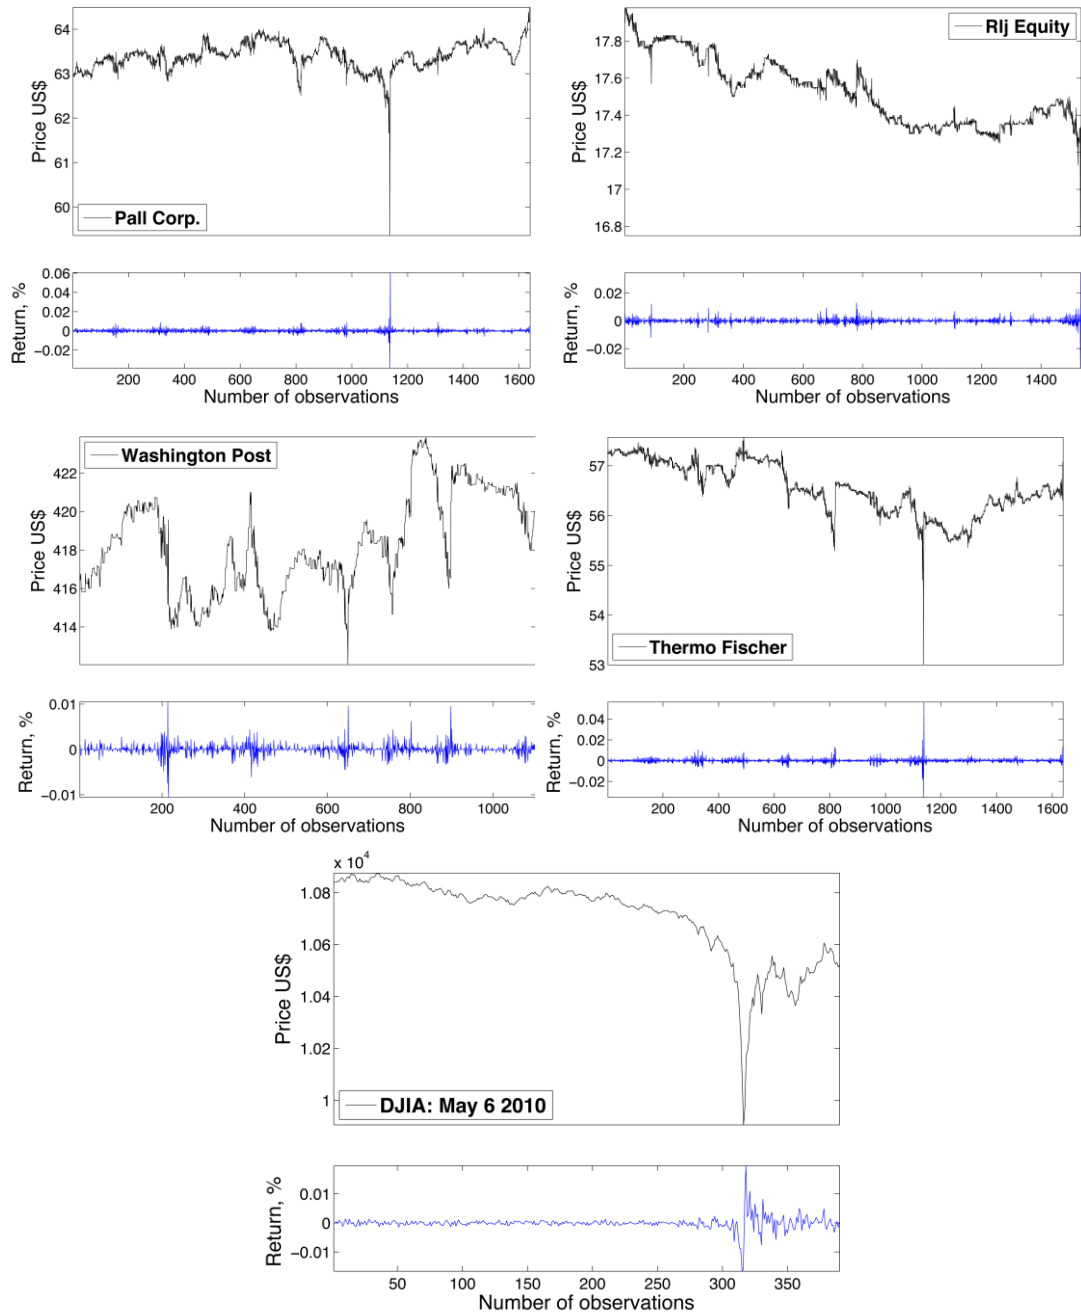 64
63
62
61
60
Price US$
Pall Corp.
0.06
0.04
0.02
0
−0.02
Return, %
200 400 600 800 1000 1200 1400 1600
Number of observations
17.8
17.6
17.4
17.2
17
16.8
Price US$
Rlj Equity
0.02
0
−0.02
Return, %
200 400 600 800 1000 1200 1400
Number of observations
422
420
418
416
414
Price US$
Washington Post
0.01
0
−0.01
Return, %
200 400 600 800 1000
Number of observations
57
56
55
54
53
Price US$
Thermo Fischer
0.04
0.02
0
−0.02
Return, %
200 400 600 800 1000 1200 1400 1600
Number of observations
x 10⁴
1.08
1.06
1.04
1.02
1
Price US$
DJIA: May 6 2010
0.01
0
−0.01
Return, %
50 100 150 200 250 300 350
Number of observations